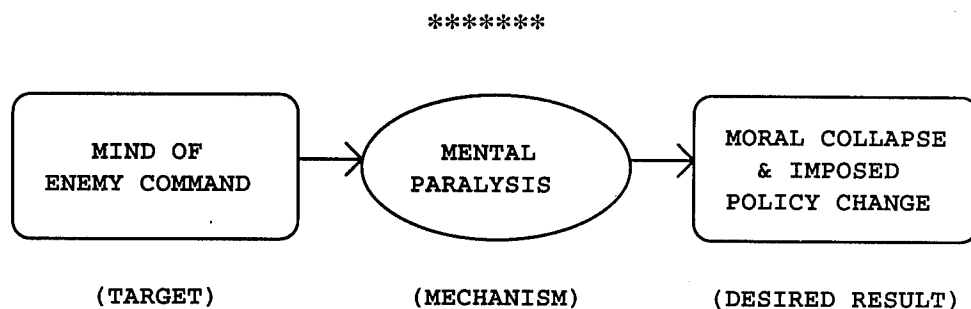 *******
MIND OF
ENEMY COMMAND
MENTAL
PARALYSIS
MORAL COLLAPSE
& IMPOSED
POLICY CHANGE
(TARGET)
(MECHANISM)
(DESIRED RESULT)